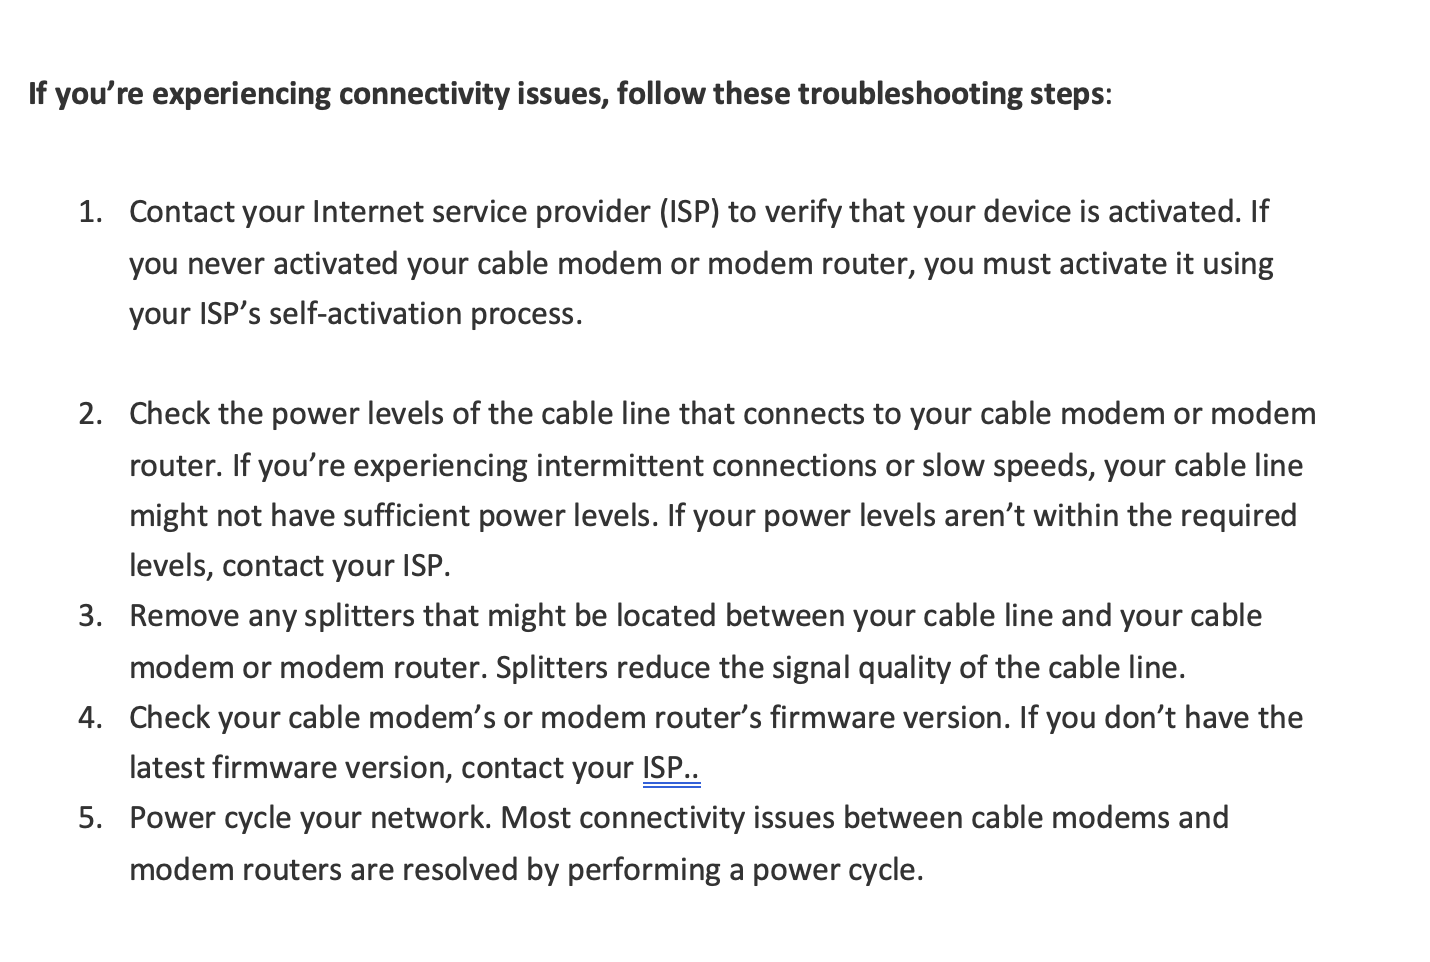 If you’re experiencing connectivity issues, follow these troubleshooting steps:
1. Contact your Internet service provider (ISP) to verify that your device is activated. If
you never activated your cable modem or modem router, you must activate it using
your ISP’s self-activation process.
2. Check the power levels of the cable line that connects to your cable modem or modem
router. If you’re experiencing intermittent connections or slow speeds, your cable line
might not have sufficient power levels. If your power levels aren’t within the required
levels, contact your ISP.
3. Remove any splitters that might be located between your cable line and your cable
modem or modem router. Splitters reduce the signal quality of the cable line.
4. Check your cable modem’s or modem router’s firmware version. If you don’t have the
latest firmware version, contact your ISP..
5. Power cycle your network. Most connectivity issues between cable modems and
modem routers are resolved by performing a power cycle.